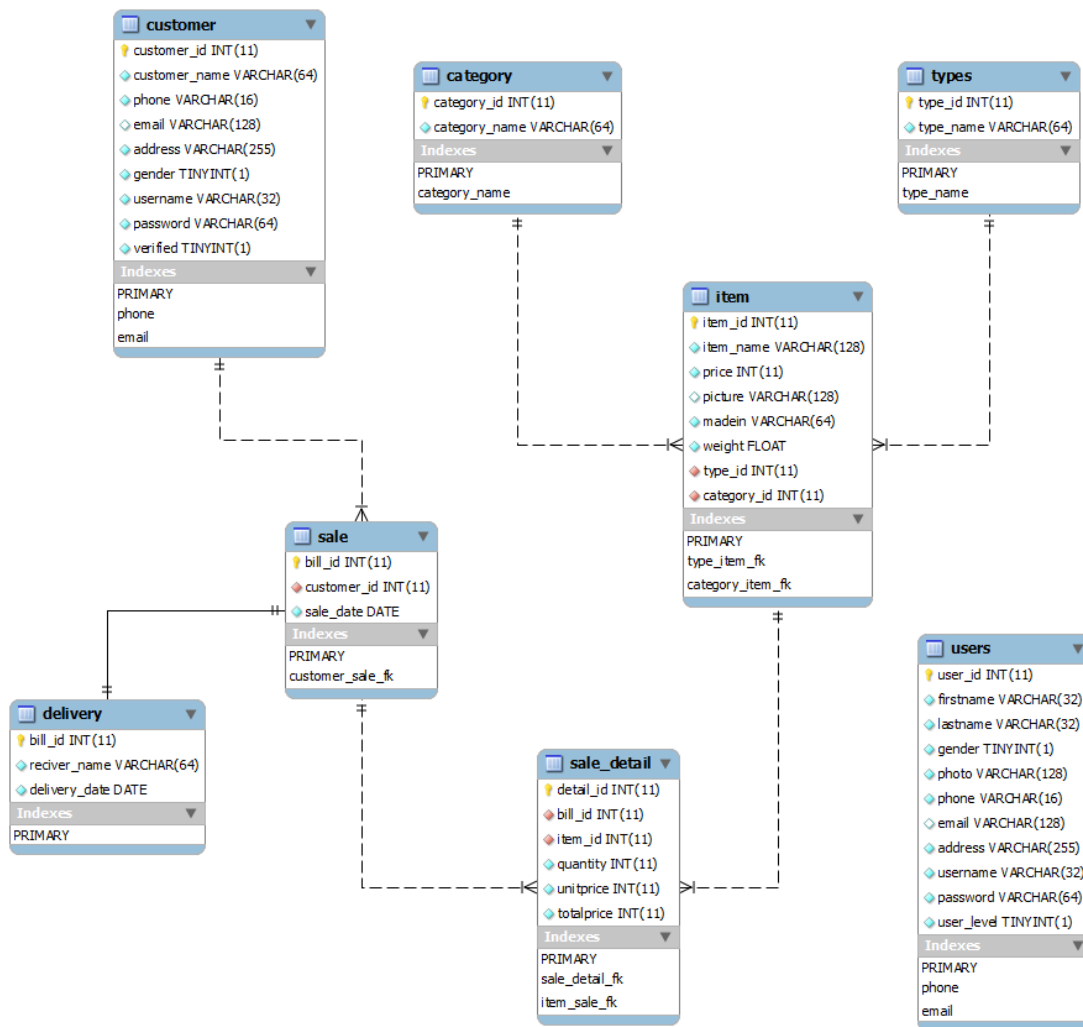 customer
customer_id INT(11)
customer_name VARCHAR(64)
phone VARCHAR(16)
email VARCHAR(128)
address VARCHAR(255)
gender TINYINT(1)
username VARCHAR(32)
password VARCHAR(64)
verified TINYINT(1)
Indexes
PRIMARY
phone
email
category
category_id INT(11)
category_name VARCHAR(64)
Indexes
PRIMARY
category_name
types
type_id INT(11)
type_name VARCHAR(64)
Indexes
PRIMARY
type_name
item
item_id INT(11)
item_name VARCHAR(128)
price INT(11)
picture VARCHAR(128)
madein VARCHAR(64)
weight FLOAT
type_id INT(11)
category_id INT(11)
Indexes
PRIMARY
type_item_fk
category_item_fk
sale
bill_id INT(11)
customer_id INT(11)
sale_date DATE
Indexes
PRIMARY
customer_sale_fk
delivery
bill_id INT(11)
reciver_name VARCHAR(64)
delivery_date DATE
Indexes
PRIMARY
sale_detail
detail_id INT(11)
bill_id INT(11)
item_id INT(11)
quantity INT(11)
unitprice INT(11)
totalprice INT(11)
Indexes
PRIMARY
sale_detail_fk
item_sale_fk
users
user_id INT(11)
firstname VARCHAR(32)
lastname VARCHAR(32)
gender TINYINT(1)
photo VARCHAR(128)
phone VARCHAR(16)
email VARCHAR(128)
address VARCHAR(255)
username VARCHAR(32)
password VARCHAR(64)
user_level TINYINT(1)
Indexes
PRIMARY
phone
email